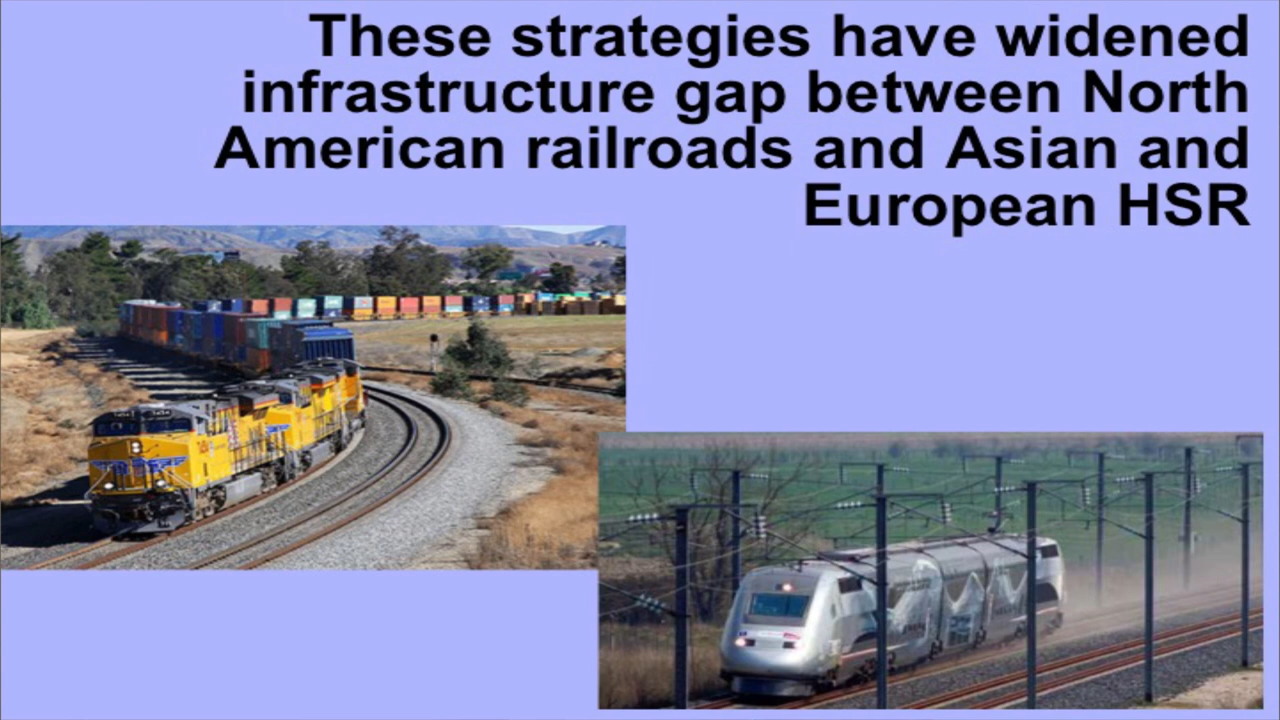 These strategies have widened
infrastructure gap between North
American railroads and Asian and
European HSR